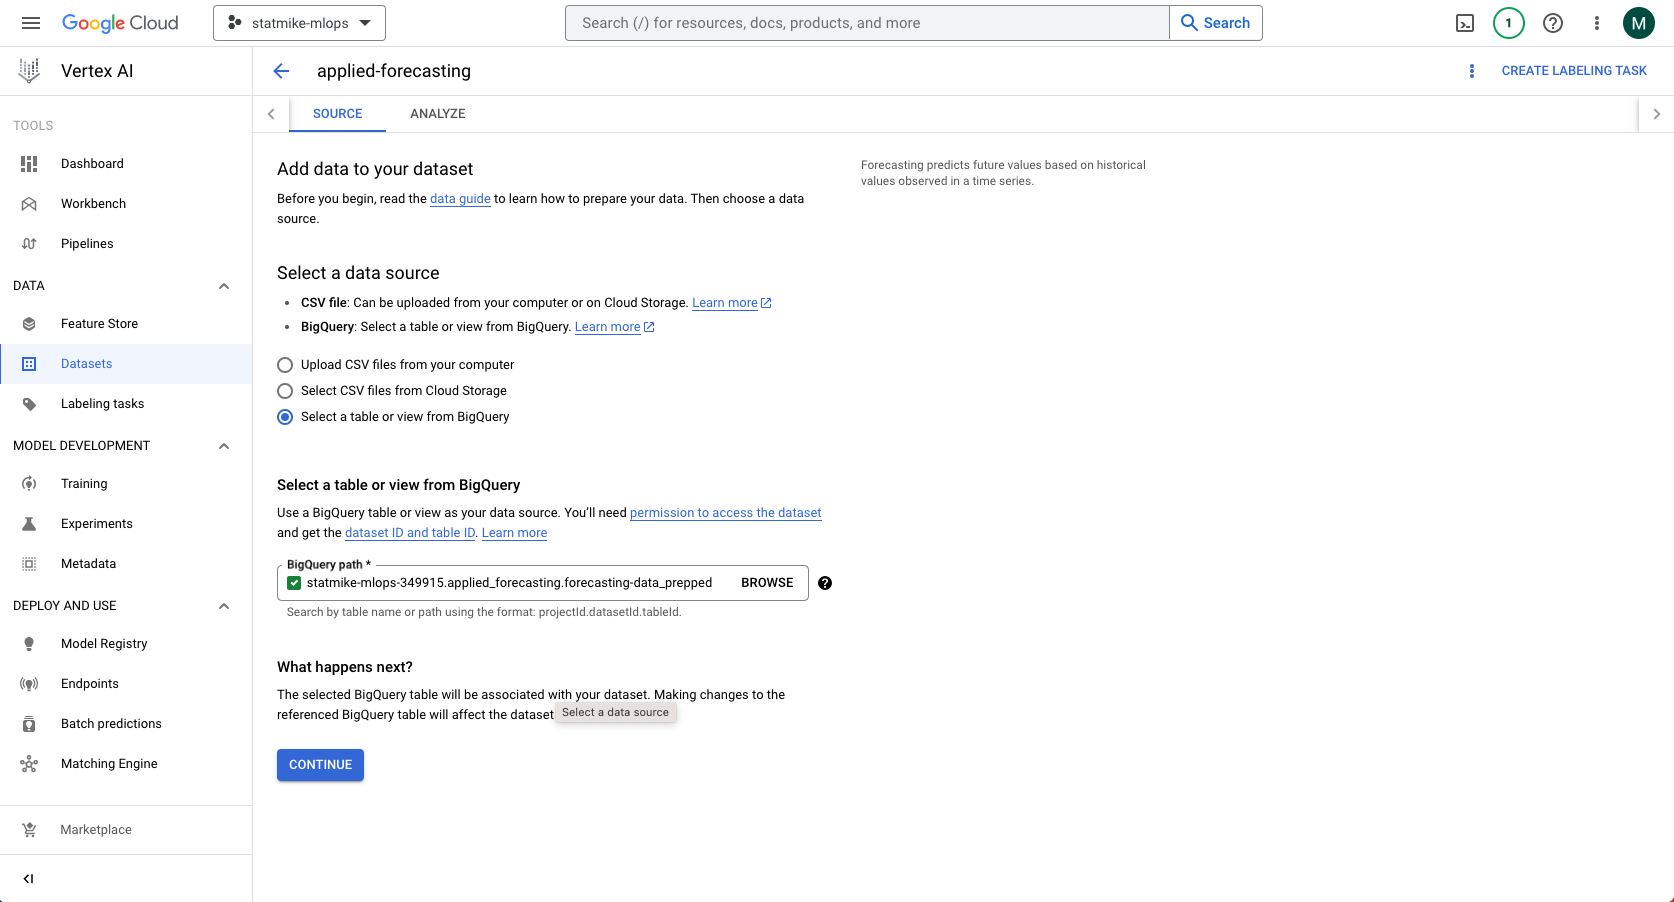 Google Cloud
statmike-mlops
Search (/) for resources, docs, products, and more
Search
1
M
Vertex AI
applied-forecasting
CREATE LABELING TASK
TOOLS
Dashboard
Workbench
Pipelines
DATA
Feature Store
Datasets
Labeling tasks
MODEL DEVELOPMENT
Training
Experiments
Metadata
DEPLOY AND USE
Model Registry
Endpoints
Batch predictions
Matching Engine
Marketplace
SOURCE
ANALYZE
Add data to your dataset
Before you begin, read the data guide to learn how to prepare your data. Then choose a data
source.
Select a data source
• CSV file: Can be uploaded from your computer or on Cloud Storage. Learn more
• BigQuery: Select a table or view from BigQuery. Learn more
Upload CSV files from your computer
Select CSV files from Cloud Storage
Select a table or view from BigQuery
Select a table or view from BigQuery
Use a BigQuery table or view as your data source. You'll need permission to access the dataset
and get the dataset ID and table ID. Learn more
BigQuery path *
statmike-mlops-349915.applied_forecasting.forecasting-data_prepped
BROWSE
Search by table name or path using the format: projectId.datasetId.tableId.
What happens next?
The selected BigQuery table will be associated with your dataset. Making changes to the
referenced BigQuery table will affect the dataset
Select a data source
CONTINUE
Forecasting predicts future values based on historical
values observed in a time series.